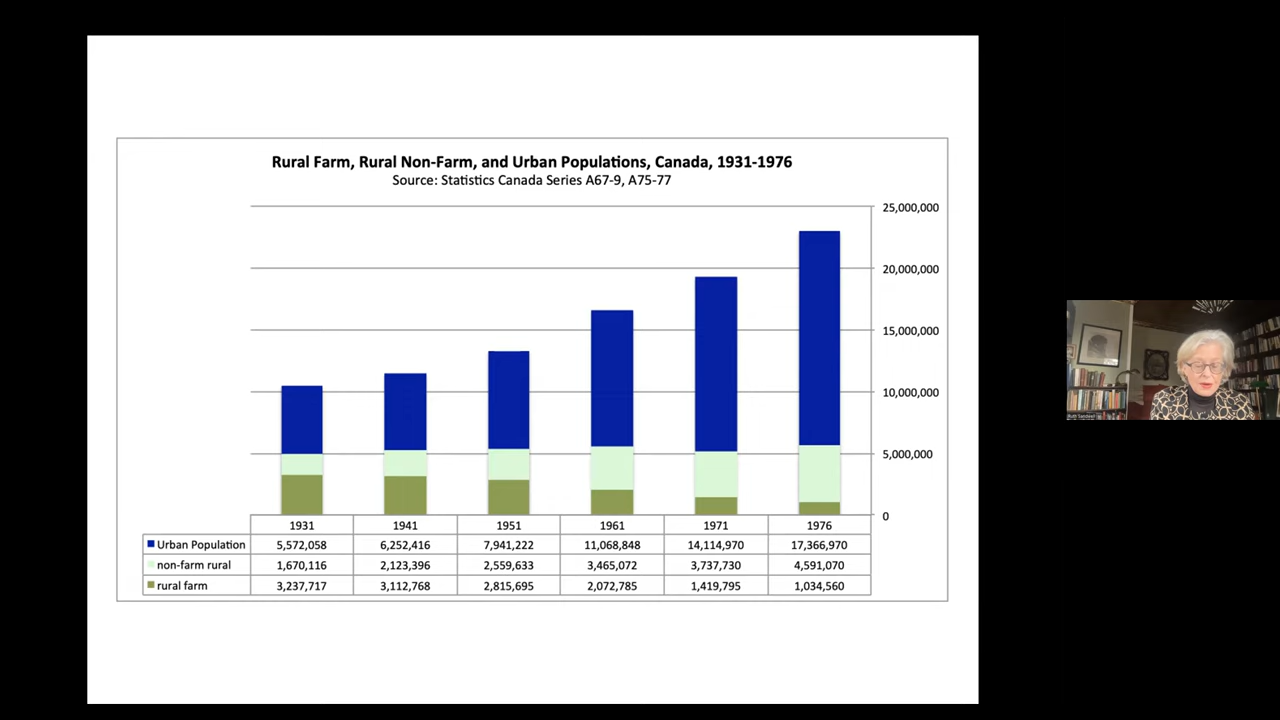 Rural Farm, Rural Non-Farm, and Urban Populations, Canada, 1931-1976
Source: Statistics Canada Series A67-9, A75-77
25,000,000
20,000,000
15,000,000
10,000,000
5,000,000
0
1931 1941 1951 1961 1971 1976
Urban Population 5,572,058 6,252,416 7,941,222 11,068,848 14,114,970 17,366,970
non-farm rural 1,670,116 2,123,396 2,559,633 3,465,072 3,737,730 4,591,070
rural farm 3,237,717 3,112,768 2,815,695 2,072,785 1,419,795 1,034,560